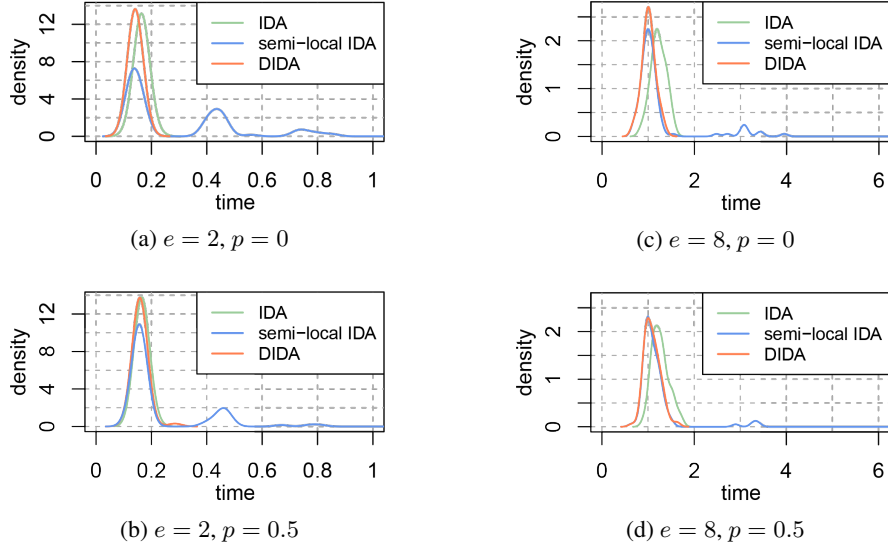 density
0 4 8 12
IDA
semi−local IDA
DIDA
0 0.2 0.4 0.6 0.8 1
time
(a) e = 2, p = 0
density
0 1 2
IDA
semi−local IDA
DIDA
0 2 4 6
time
(c) e = 8, p = 0
density
0 4 8 12
IDA
semi−local IDA
DIDA
0 0.2 0.4 0.6 0.8 1
time
(b) e = 2, p = 0.5
density
0 1 2
IDA
semi−local IDA
DIDA
0 2 4 6
time
(d) e = 8, p = 0.5